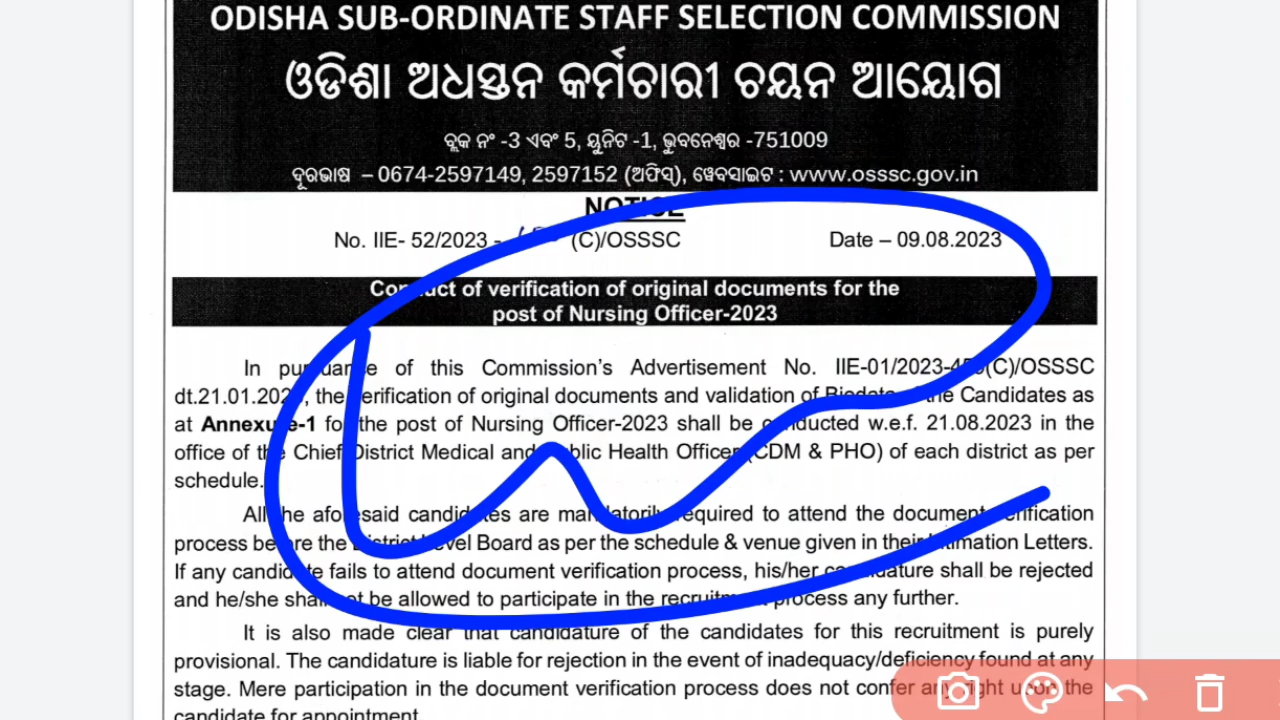 ODISHA SUB-ORDINATE STAFF SELECTION COMMISSION
ଓଡିଶା ଅଧସ୍ତନ କର୍ମଚାରୀ ଚୟନ ଆୟୋଗ
ବ୍ଲକ ନଂ -3 ଏବଂ 5, ୟୁନିଟ -1, ଭୁବନେଶ୍ୱର -751009
ଦୂରଭାଷ – 0674-2597149, 2597152 (ଅଫିସ୍), ୱେବସାଇଟ : www.osssc.gov.in
NOTICE
No. IIE- 52/2023 - (C)/OSSSC Date – 09.08.2023
Conduct of verification of original documents for the
post of Nursing Officer-2023
In pursuance of this Commission's Advertisement No. IIE-01/2023-(C)/OSSSC
dt.21.01.2023, the verification of original documents and validation of Biodata of the Candidates as
at Annexure-1 for the post of Nursing Officer-2023 shall be conducted w.e.f. 21.08.2023 in the
office of the Chief District Medical and Public Health Officer (CDM & PHO) of each district as per
schedule.
All the aforesaid candidates are mandatorily required to attend the document verification
process before the District Level Board as per the schedule & venue given in their Intimation Letters.
If any candidate fails to attend document verification process, his/her candidature shall be rejected
and he/she shall not be allowed to participate in the recruitment process any further.
It is also made clear that candidature of the candidates for this recruitment is purely
provisional. The candidature is liable for rejection in the event of inadequacy/deficiency found at any
stage. Mere participation in the document verification process does not confer any right upon the
candidate for appointment.